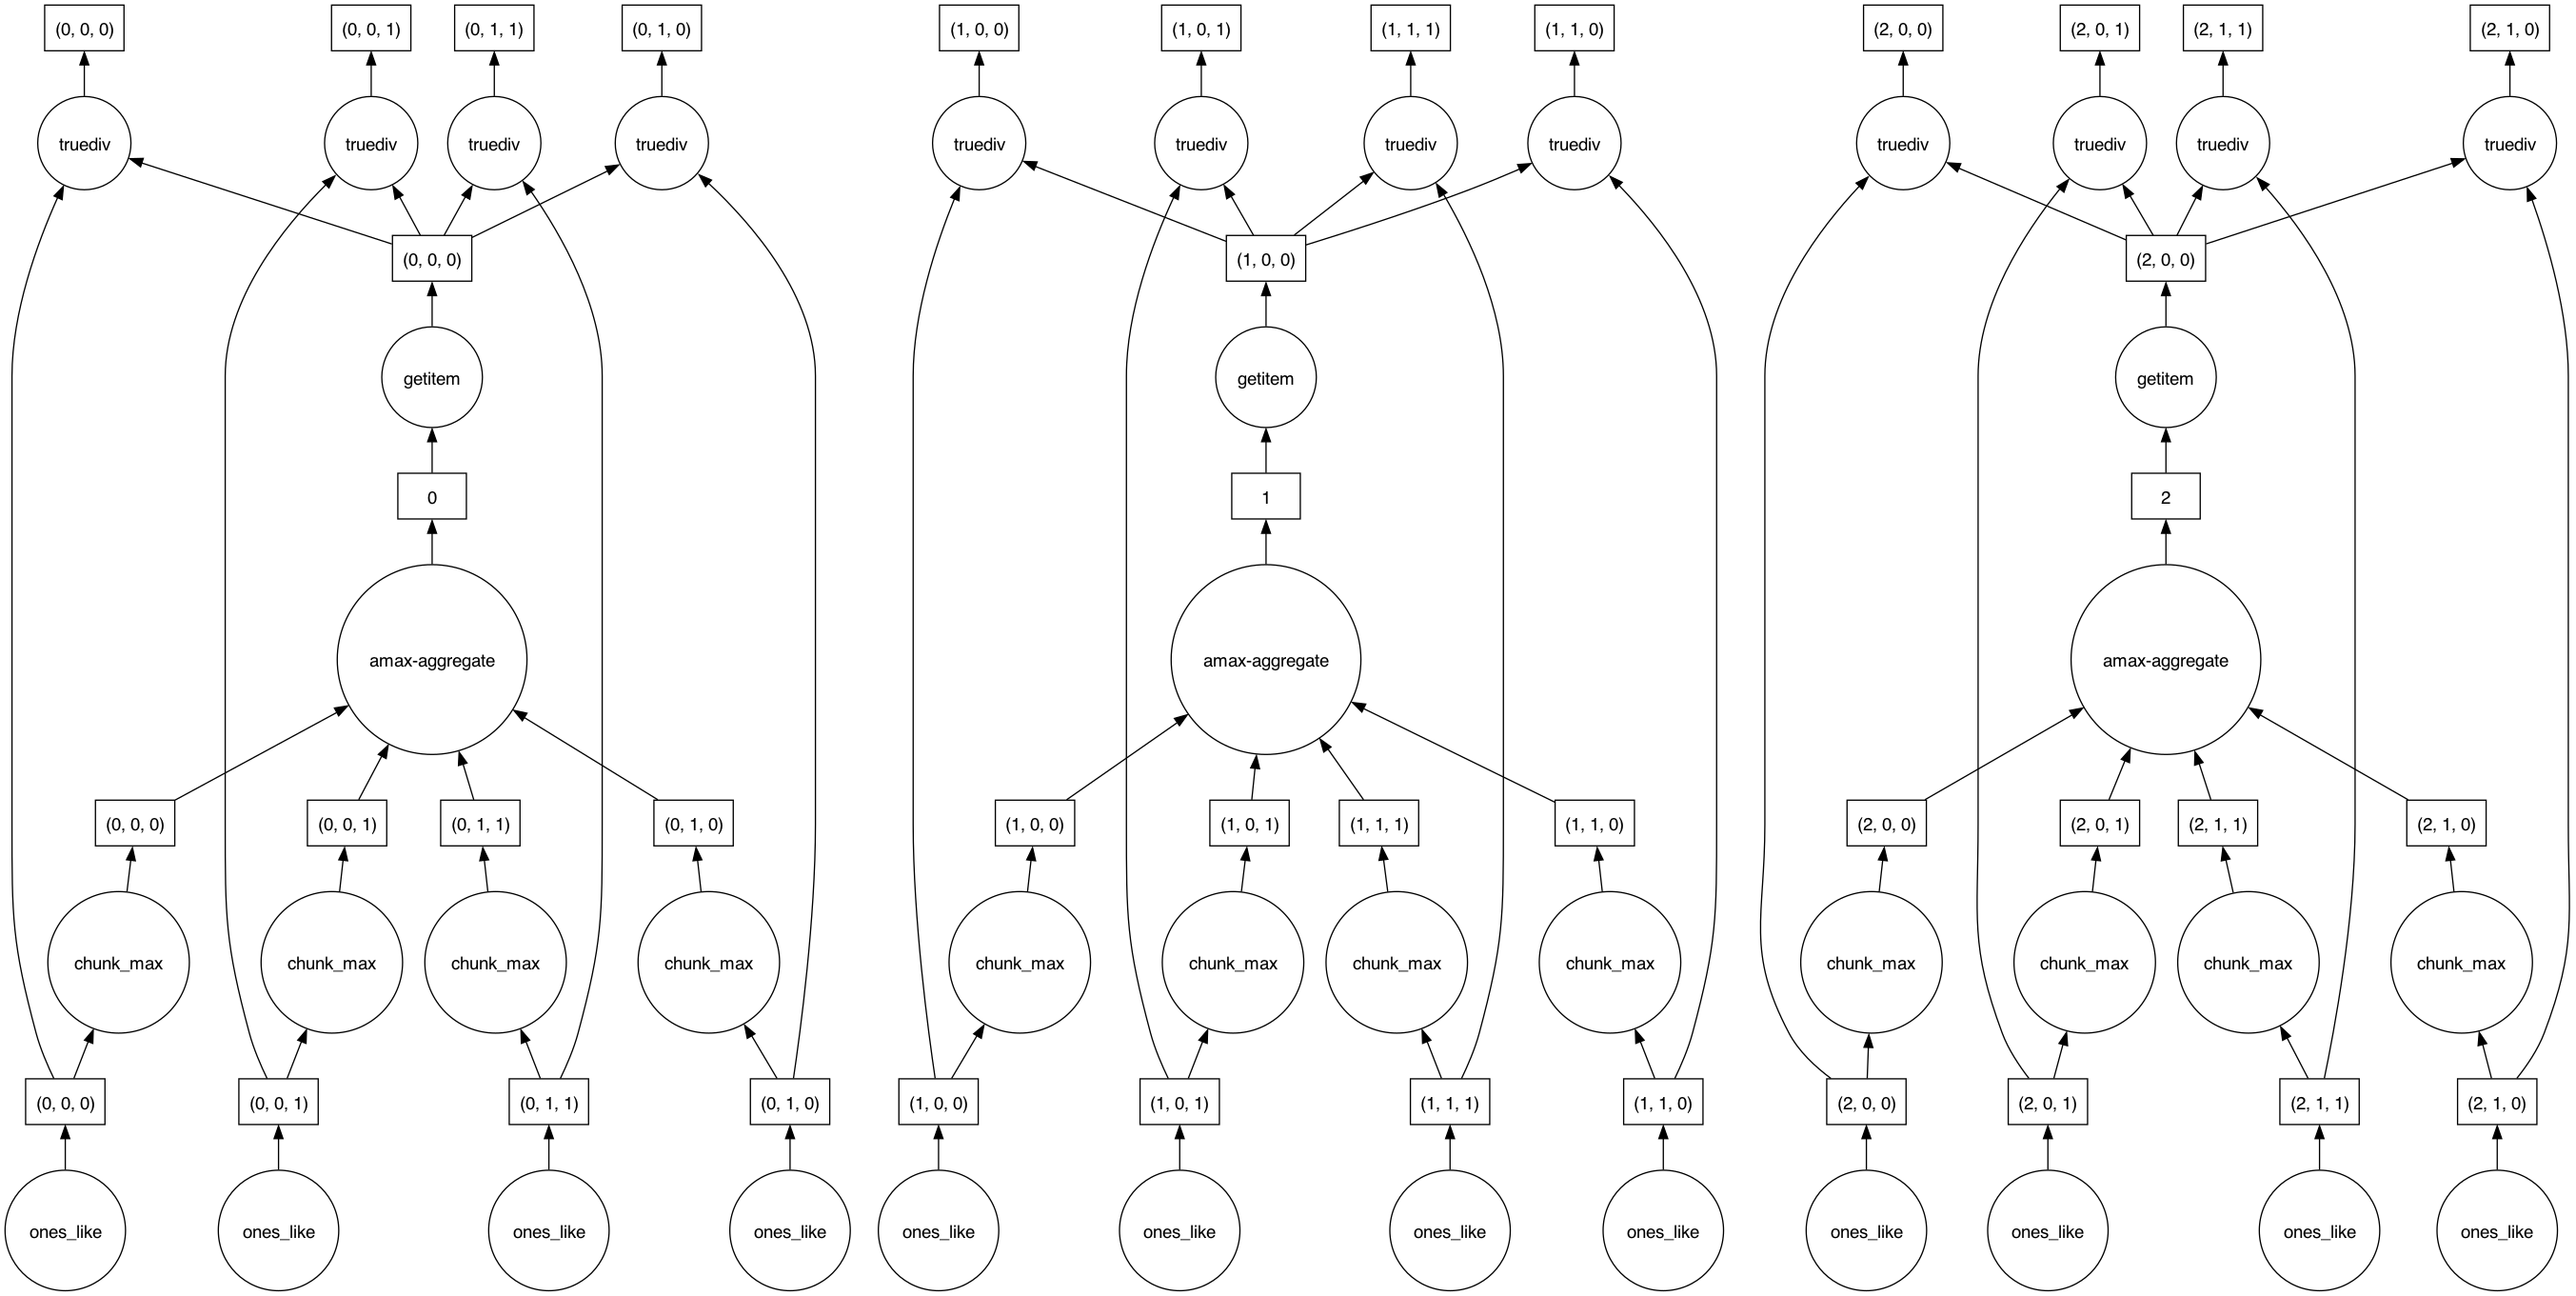 (0, 0, 0) (0, 0, 1) (0, 1, 1) (0, 1, 0) (1, 0, 0) (1, 0, 1) (1, 1, 1) (1, 1, 0) (2, 0, 0) (2, 0, 1) (2, 1, 1) (2, 1, 0)
truediv truediv truediv truediv truediv truediv truediv truediv truediv truediv truediv truediv
(0, 0, 0) (1, 0, 0) (2, 0, 0)
getitem getitem getitem
0 1 2
amax-aggregate amax-aggregate amax-aggregate
(0, 0, 0) (0, 0, 1) (0, 1, 1) (0, 1, 0) (1, 0, 0) (1, 0, 1) (1, 1, 1) (1, 1, 0) (2, 0, 0) (2, 0, 1) (2, 1, 1) (2, 1, 0)
chunk_max chunk_max chunk_max chunk_max chunk_max chunk_max chunk_max chunk_max chunk_max chunk_max chunk_max chunk_max
(0, 0, 0) (0, 0, 1) (0, 1, 1) (0, 1, 0) (1, 0, 0) (1, 0, 1) (1, 1, 1) (1, 1, 0) (2, 0, 0) (2, 0, 1) (2, 1, 1) (2, 1, 0)
ones_like ones_like ones_like ones_like ones_like ones_like ones_like ones_like ones_like ones_like ones_like ones_like